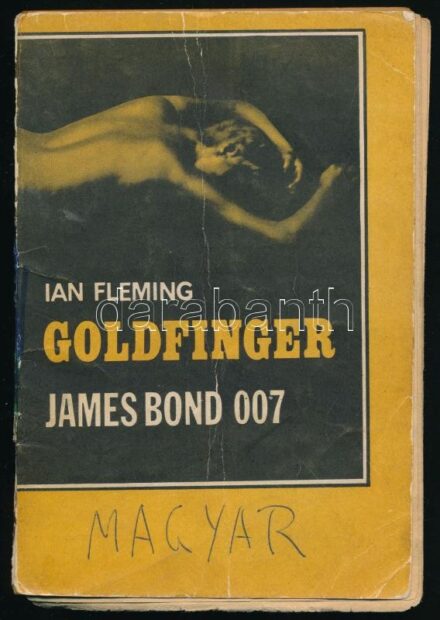 IAN FLEMING
darabanth
GOLDFINGER
JAMES BOND 007
MAGYAR